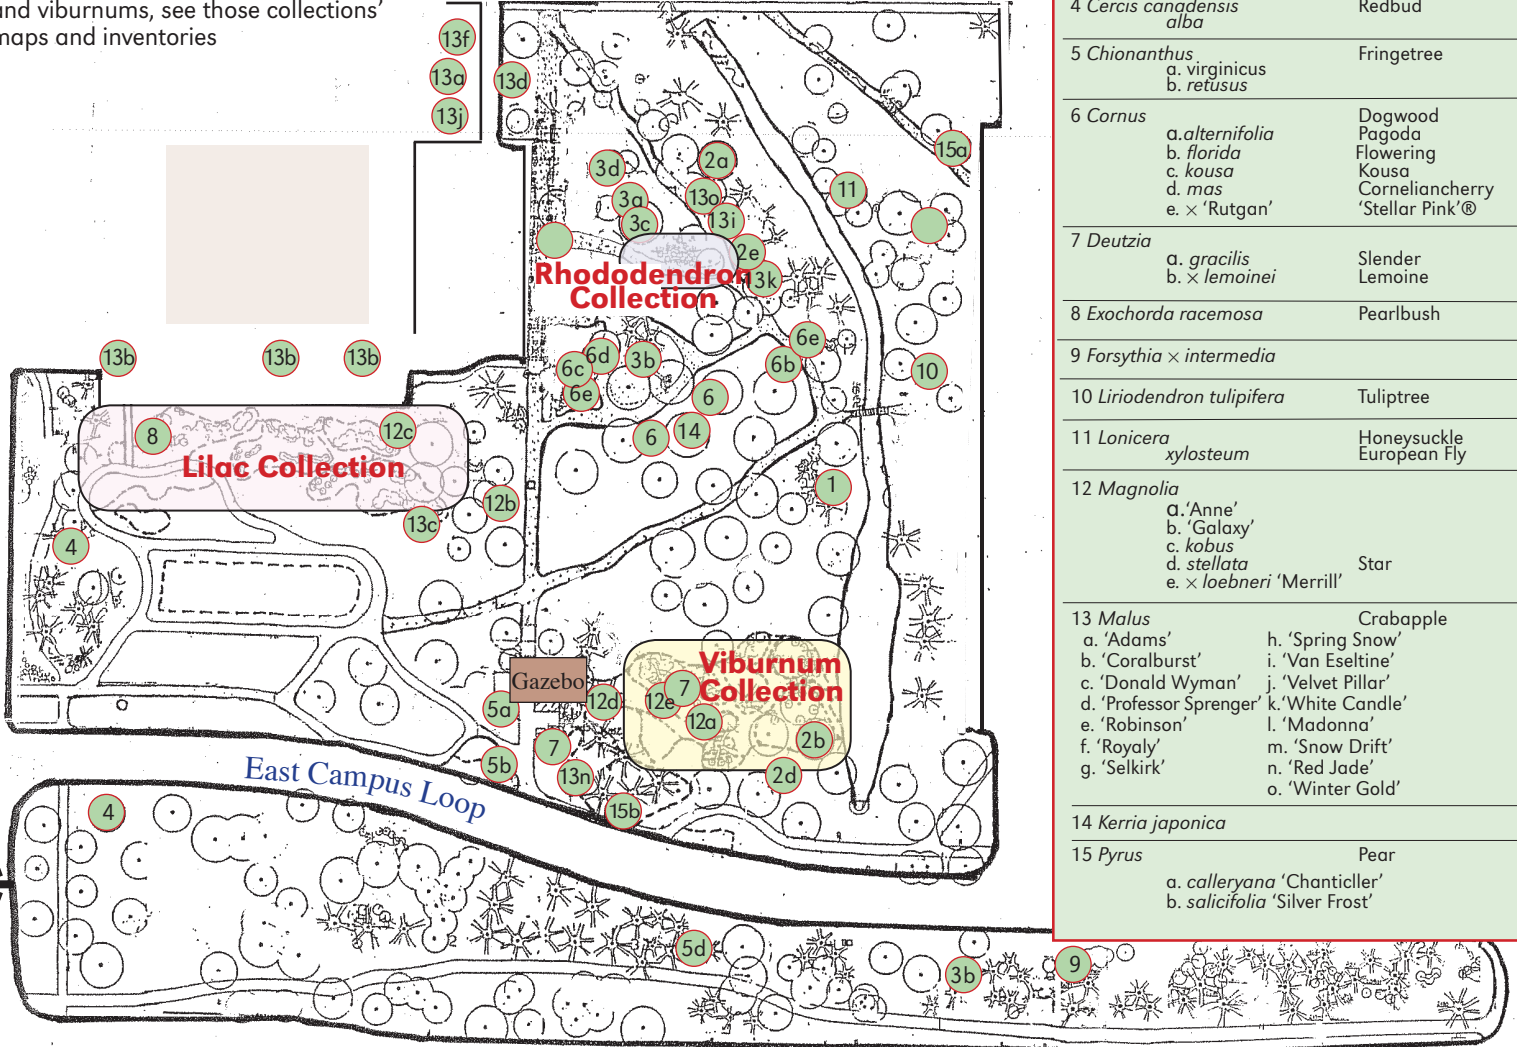 and viburnums, see those collections’
maps and inventories
13f
13a
13j
13d
15a
3d
2a
3a
13o
11
3c
13i
2e
13k
Rhododendron
Collection
13b
13b
13b
6e
6d
3b
6b
6c
10
6e
6
8
12c
14
6
Lilac Collection
1
12b
13c
4
Viburnum
Collection
Gazebo
7
12e
12d
5a
12a
2b
7
5b
13n
2d
East Campus Loop
4
15b
5d
3b
9
4 Cercis canadensis Redbud
alba
5 Chionanthus Fringetree
a. virginicus
b. retusus
6 Cornus Dogwood
a.alternifolia Pagoda
b. florida Flowering
c. kousa Kousa
d. mas Corneliancherry
e. × ‘Rutgan’ ‘Stellar Pink’®
7 Deutzia
a. gracilis Slender
b. × lemoinei Lemoine
8 Exochorda racemosa Pearlbush
9 Forsythia × intermedia
10 Liriodendron tulipifera Tuliptree
11 Lonicera Honeysuckle
xylosteum European Fly
12 Magnolia
a.‘Anne’
b. ‘Galaxy’
c. kobus
d. stellata Star
e. × loebneri ‘Merrill’
13 Malus Crabapple
a. ‘Adams’ h. ‘Spring Snow’
b. ‘Coralburst’ i. ‘Van Eseltine’
c. ‘Donald Wyman’ j. ‘Velvet Pillar’
d. ‘Professor Sprenger’ k.‘White Candle’
e. ‘Robinson’ l. ‘Madonna’
f. ‘Royaly’ m. ‘Snow Drift’
g. ‘Selkirk’ n. ‘Red Jade’
o. ‘Winter Gold’
14 Kerria japonica
15 Pyrus Pear
a. calleryana ‘Chanticller’
b. salicifolia ‘Silver Frost’